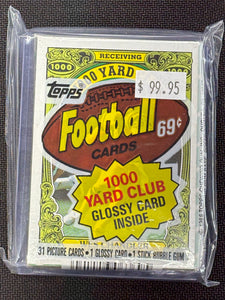 RECEIVING
1000
00 YARD
$ 99.95
TOPPS
Football
69¢
CARDS
1000
YARD CLUB
GLOSSY CARD
INSIDE
31 PICTURE CARDS • 1 GLOSSY CARD • 1 STICK BUBBLE GUM